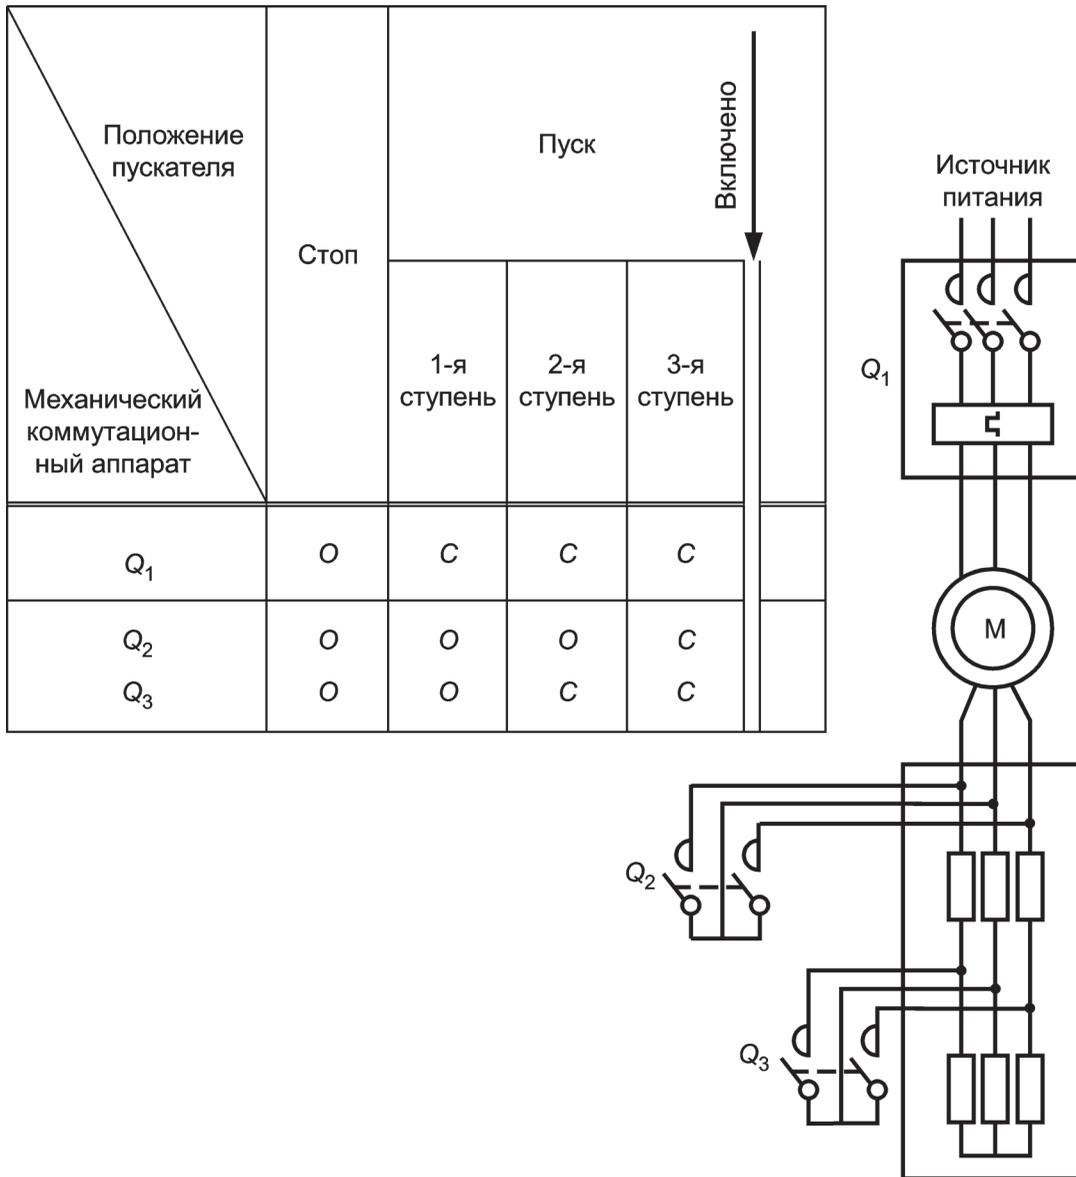 Положение
пускателя
Механический
коммутацион-
ный аппарат
Стоп
Пуск
Включено
1-я
ступень
2-я
ступень
3-я
ступень
Q1 O C C C
Q2 O O O C
Q3 O O C C
Источник
питания
Q1
M
Q2
Q3